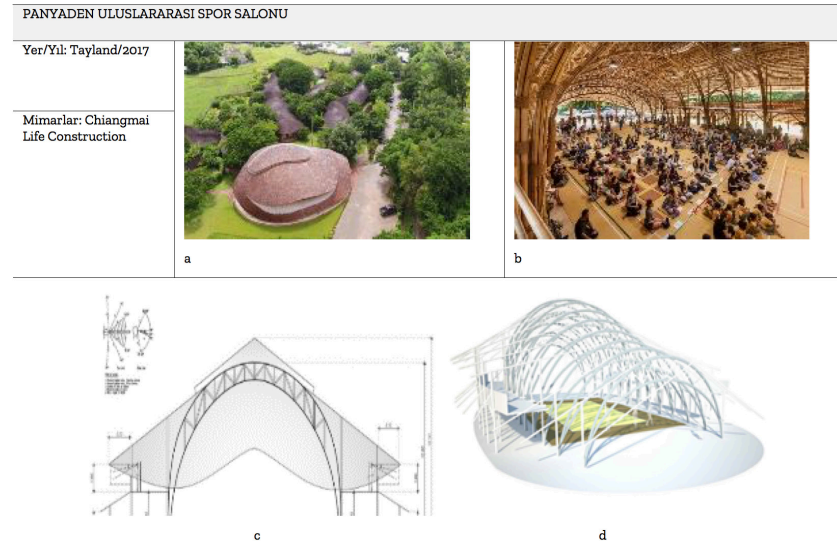 PANYADEN ULUSLARARASI SPOR SALONU
Yer/Yıl: Tayland/2017
Mimarlar: Chiangmai
Life Construction
a
b
c
d